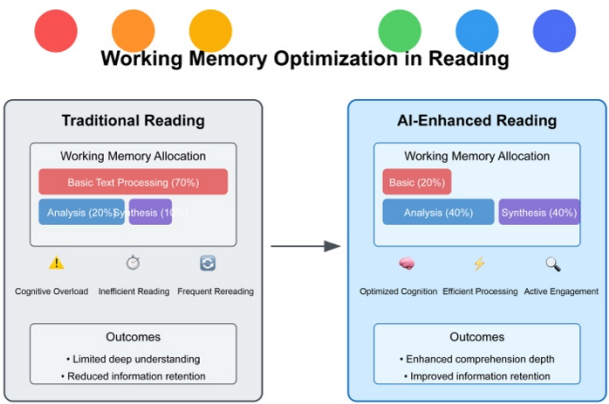 Working Memory Optimization in Reading
Traditional Reading
Working Memory Allocation
Basic Text Processing (70%)
Analysis (20%)
Synthesis (10%)
Cognitive Overload
Inefficient Reading
Frequent Rereading
Outcomes
• Limited deep understanding
• Reduced information retention
AI-Enhanced Reading
Working Memory Allocation
Basic (20%)
Analysis (40%)
Synthesis (40%)
Optimized Cognition
Efficient Processing
Active Engagement
Outcomes
• Enhanced comprehension depth
• Improved information retention